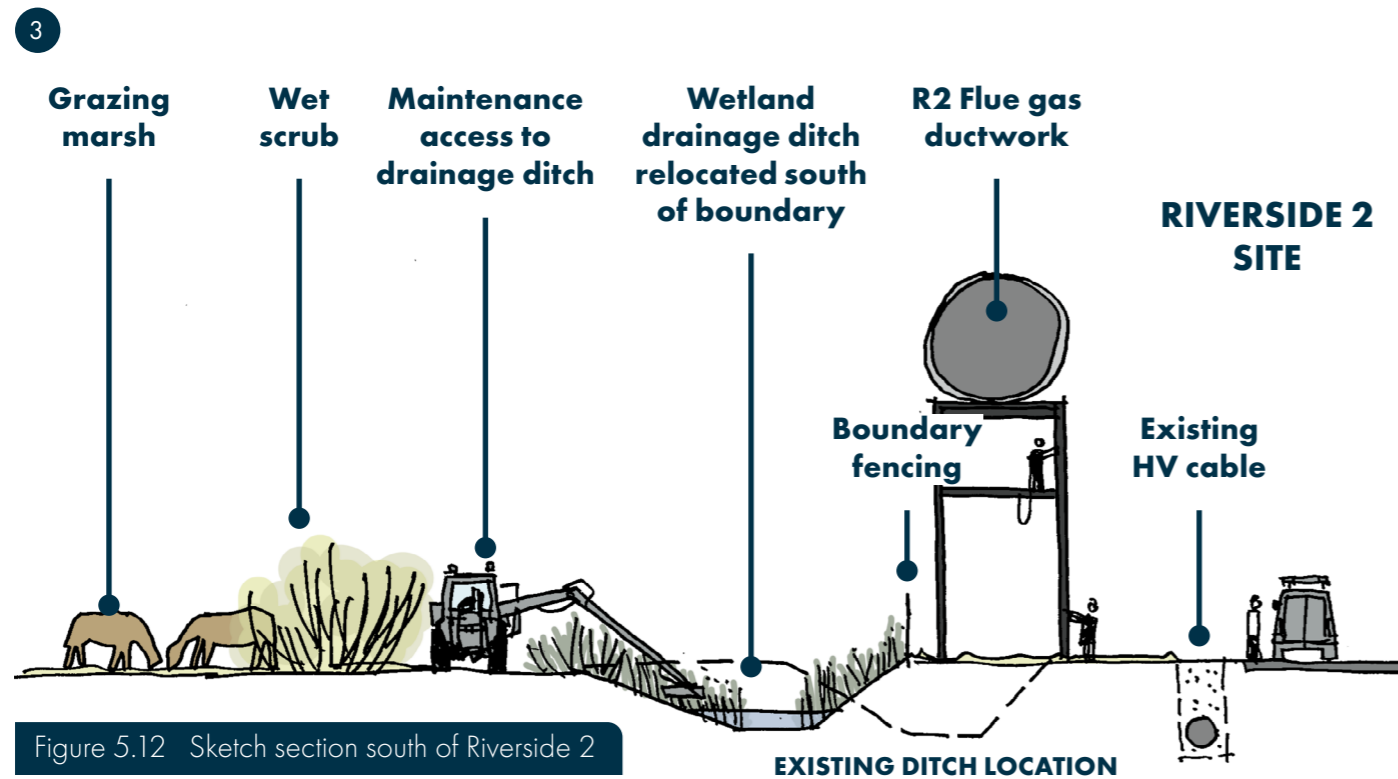 3
Grazing
marsh
Wet
scrub
Maintenance
access to
drainage ditch
Wetland
drainage ditch
relocated south
of boundary
R2 Flue gas
ductwork
RIVERSIDE 2
SITE
Boundary
fencing
Existing
HV cable
Figure 5.12 Sketch section south of Riverside 2
EXISTING DITCH LOCATION